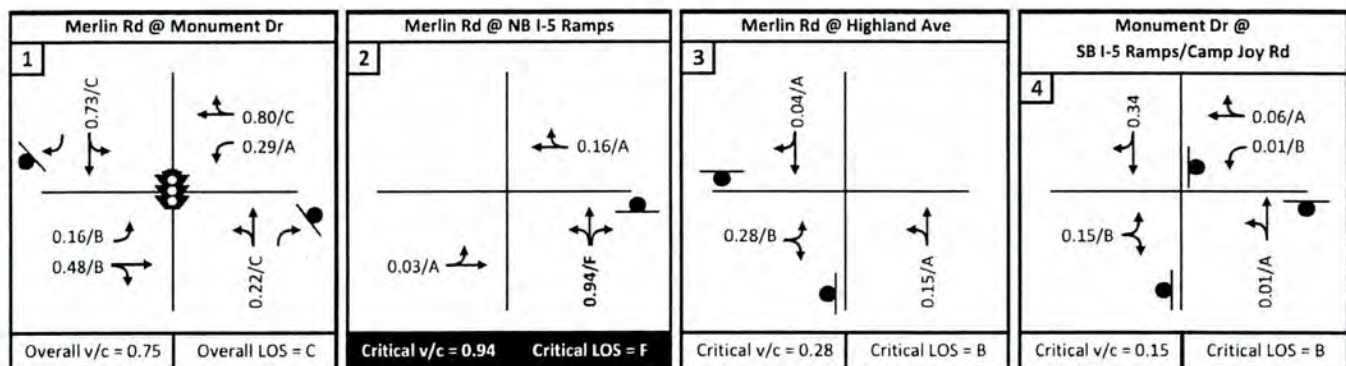 Merlin Rd @ Monument Dr
1
0.73/C
0.80/C
0.29/A
0.16/B
0.48/B
0.22/C
Overall v/c = 0.75
Overall LOS = C
Merlin Rd @ NB I-5 Ramps
2
0.16/A
0.03/A
0.94/F
Critical v/c = 0.94
Critical LOS = F
Merlin Rd @ Highland Ave
3
0.04/A
0.28/B
0.15/A
Critical v/c = 0.28
Critical LOS = B
Monument Dr @
SB I-5 Ramps/Camp Joy Rd
4
0.34
0.06/A
0.01/B
0.15/B
0.01/A
Critical v/c = 0.15
Critical LOS = B